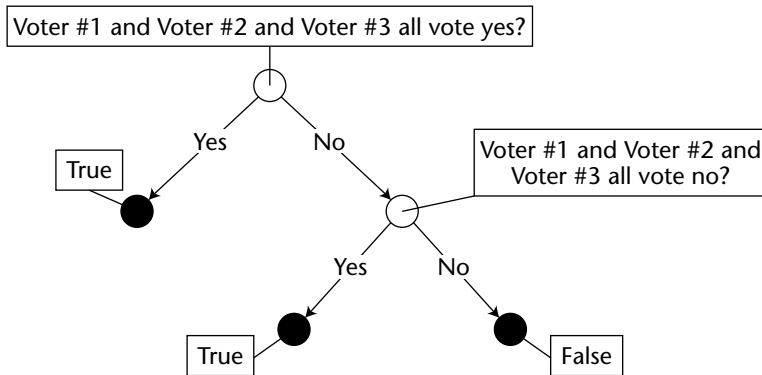 Voter #1 and Voter #2 and Voter #3 all vote yes?
Yes
No
True
Voter #1 and Voter #2 and
Voter #3 all vote no?
Yes
No
True
False